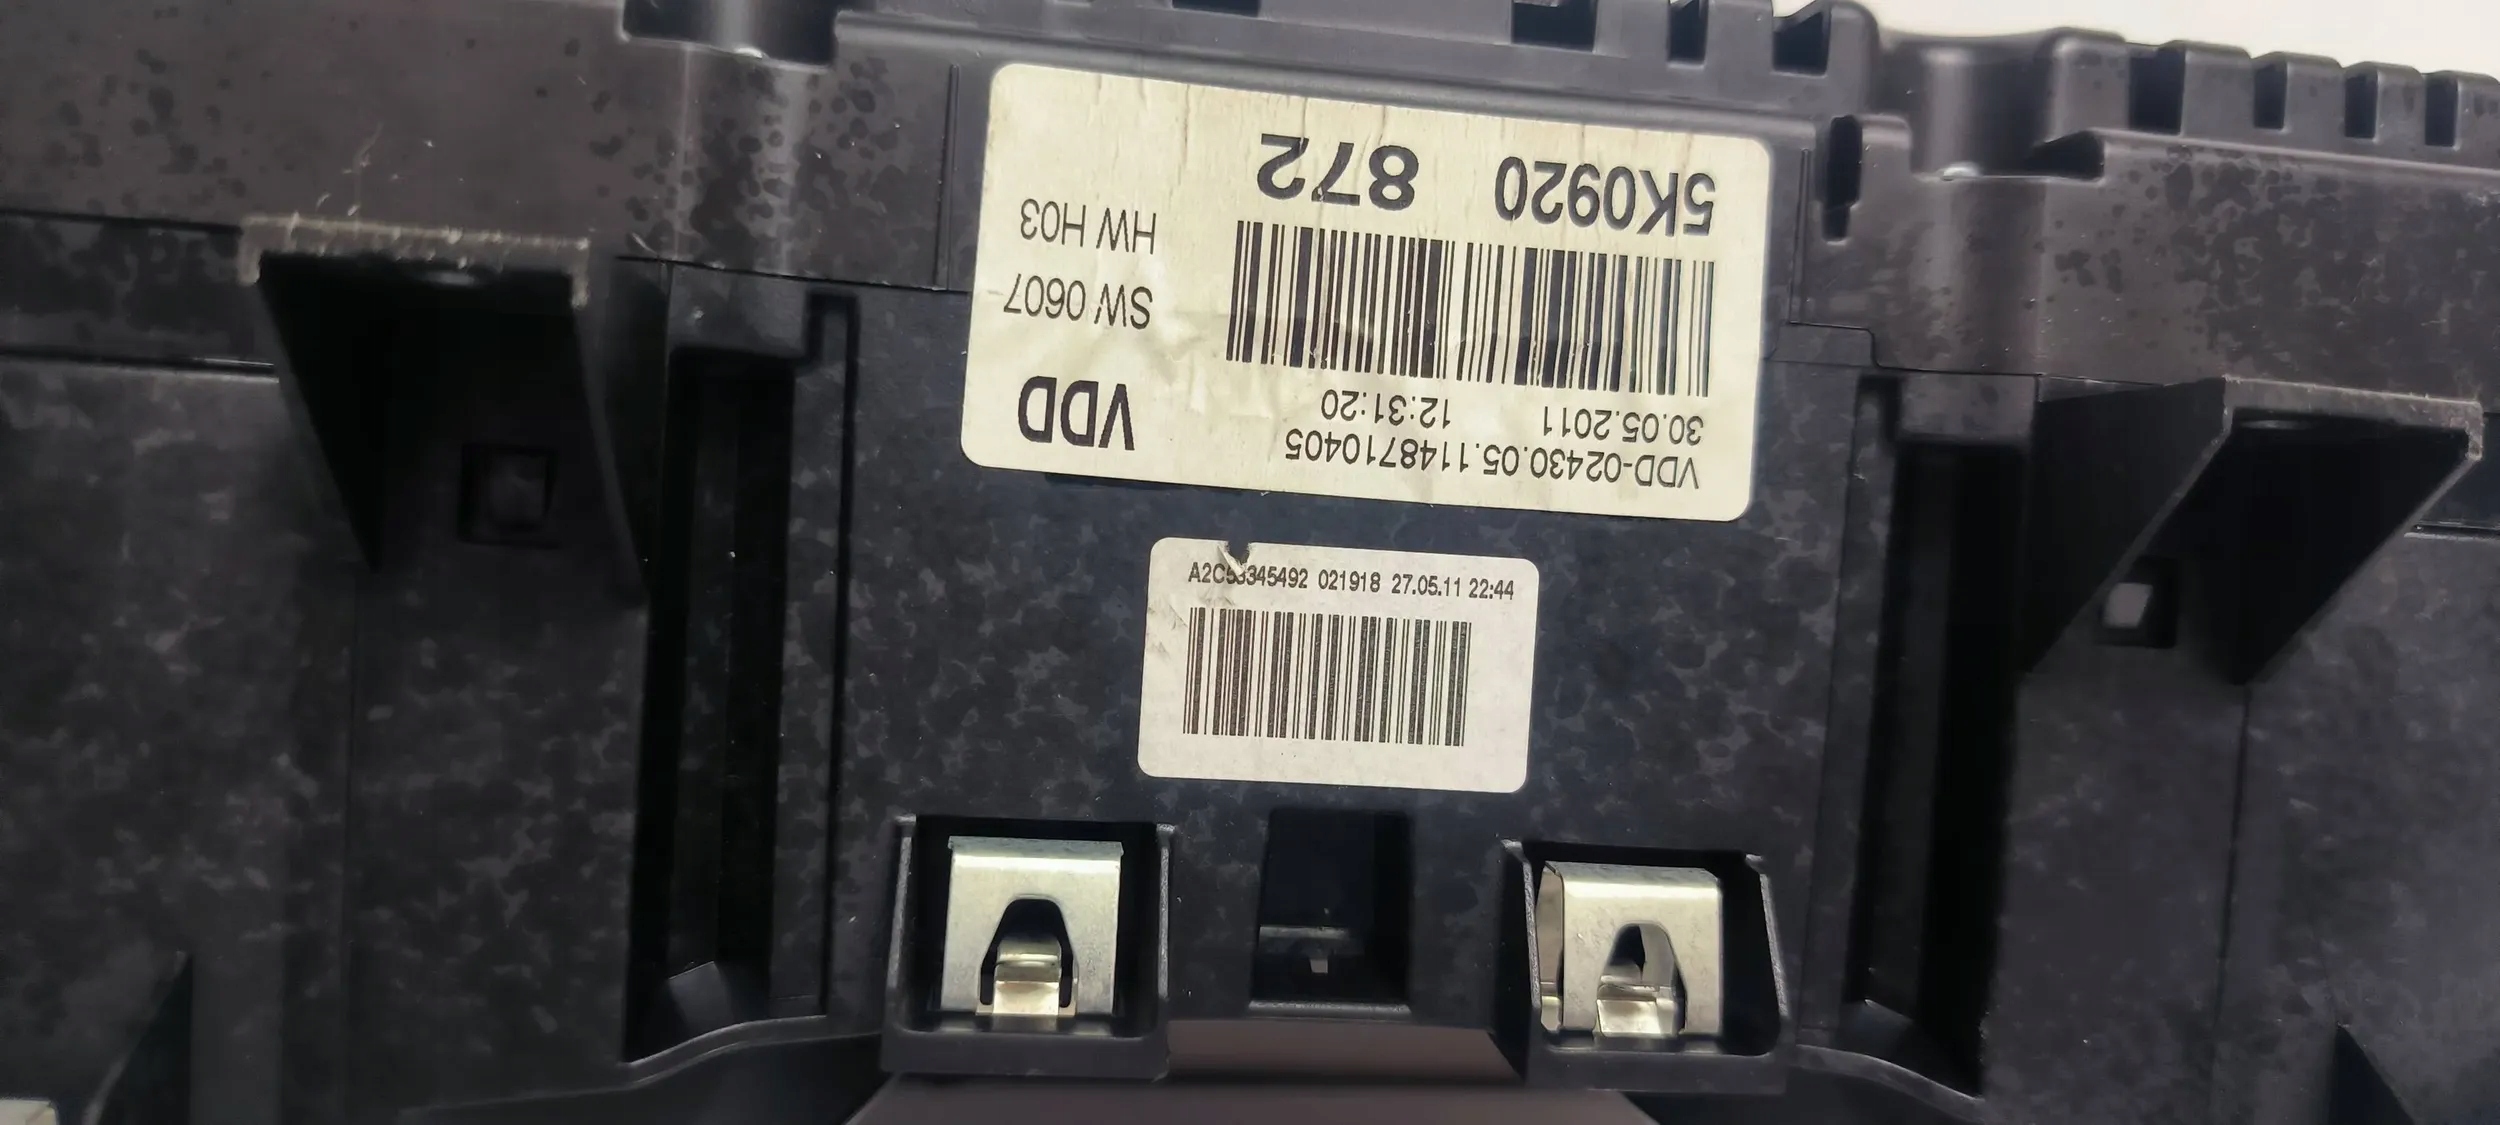 5K0920 872
HW H03
SW 0607
VDD
30.05.2011 12:31:20
VDD-02430.05.1148710405
A2C53345492 021918 27.05.11 22:44